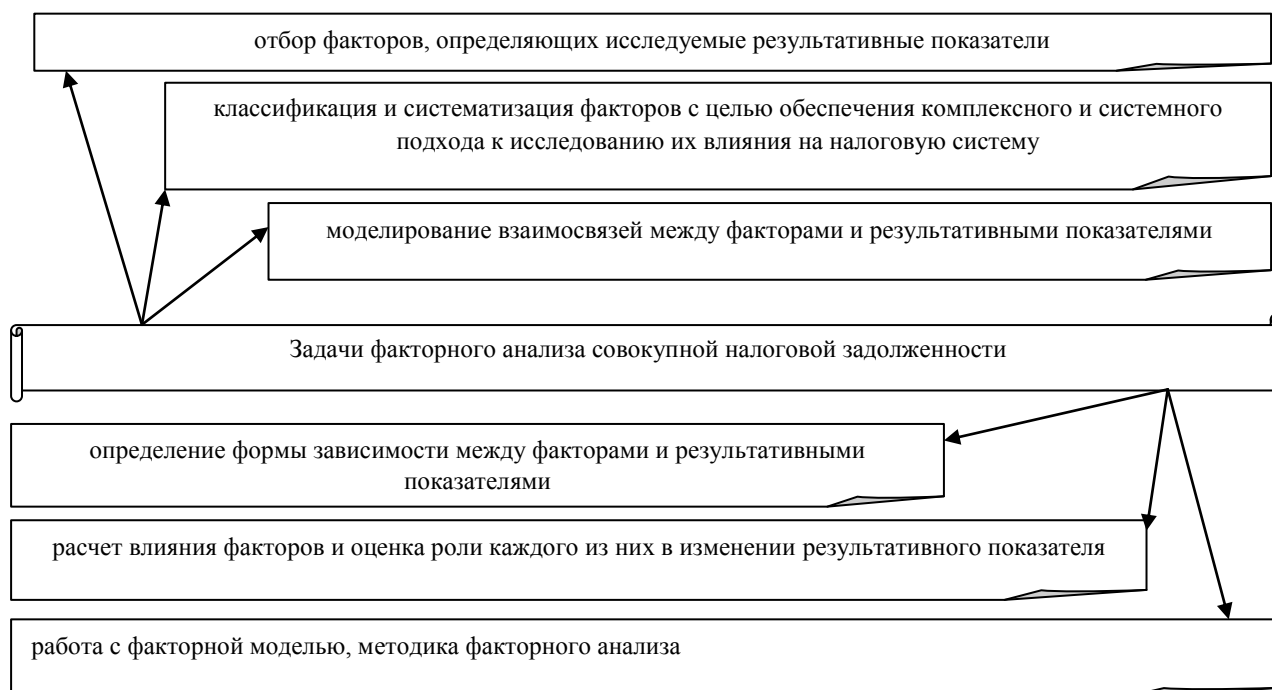 отбор факторов, определяющих исследуемые результативные показатели
классификация и систематизация факторов с целью обеспечения комплексного и системного
подхода к исследованию их влияния на налоговую систему
моделирование взаимосвязей между факторами и результативными показателями
Задачи факторного анализа совокупной налоговой задолженности
определение формы зависимости между факторами и результативными
показателями
расчет влияния факторов и оценка роли каждого из них в изменении результативного показателя
работа с факторной моделью, методика факторного анализа